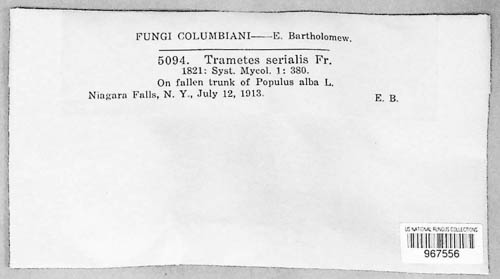 FUNGI COLUMBIANI—E. Bartholomew.
5094. Trametes serialis Fr.
1821: Syst. Mycol. 1: 380.
On fallen trunk of Populus alba L.
Niagara Falls, N. Y., July 12, 1913. E. B.
US NATIONAL FUNGUS COLLECTIONS
967556